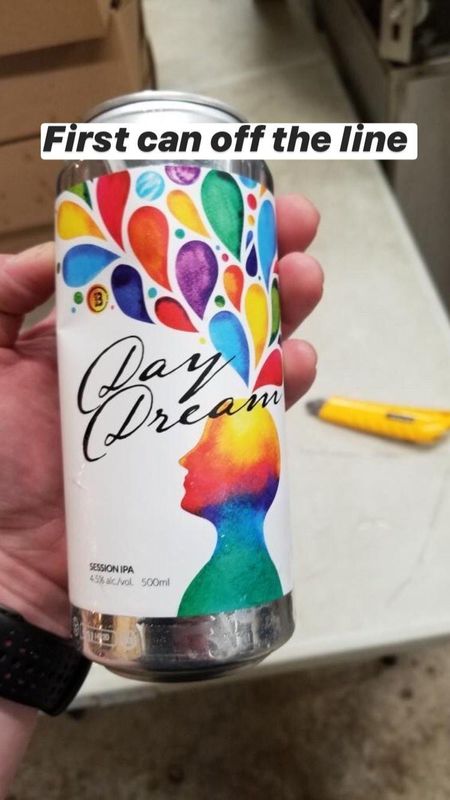 First can off the line
B
Day
Dream
SESSION IPA
4.5% alc./vol. 500ml